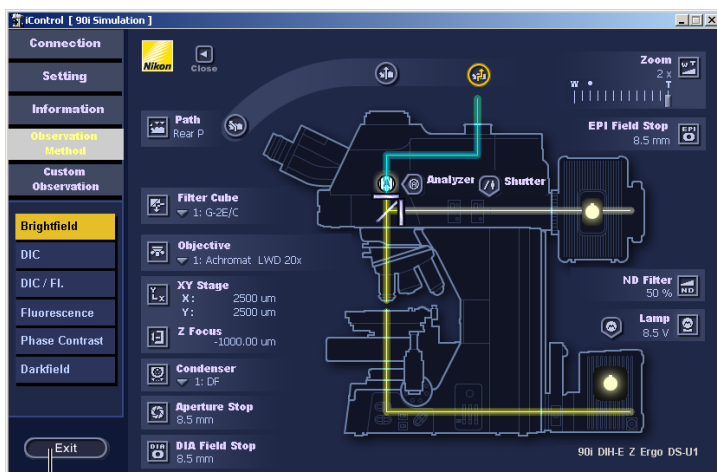 iControl [ 90i Simulation ]
Connection
Setting
Information
Observation
Method
Custom
Observation
Brightfield
DIC
DIC / Fl.
Fluorescence
Phase Contrast
Darkfield
Exit
Nikon
Close
Path
Rear P
Filter Cube
1: G-2E/C
Objective
1: Achromat LWD 20x
XY Stage
X: 2500 um
Y: 2500 um
Z Focus
-1000.00 um
Condenser
1: DF
Aperture Stop
8.5 mm
DIA Field Stop
8.5 mm
Analyzer
Shutter
Zoom
2 x
W T
W T
EPI Field Stop
8.5 mm
EPI
ND Filter
50 %
ND
Lamp
8.5 V
DIA
Y
L X
90i DIH-E Z Ergo DS-U1